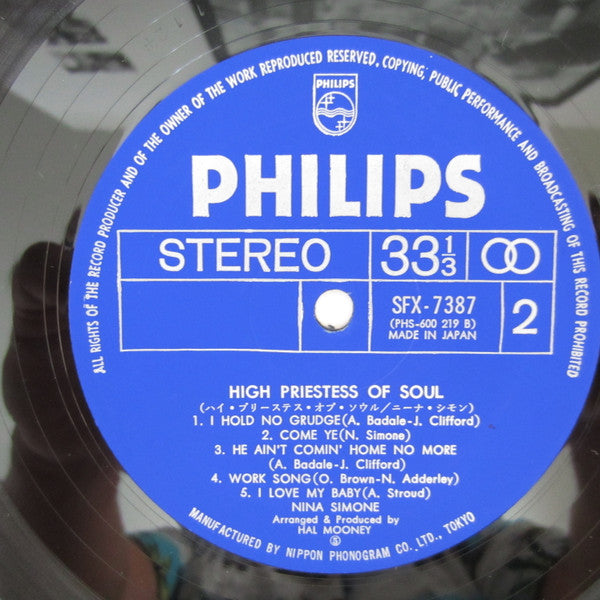 ALL RIGHTS OF THE RECORD PRODUCER AND OF THE OWNER OF THE WORK REPRODUCED RESERVED, COPYING, PUBLIC PERFORMANCE AND BROADCASTING OF THIS RECORD PROHIBITED
PHILIPS
PHILIPS
STEREO 33 1/3
SFX-7387
(PHS-600 219 B)
MADE IN JAPAN
2
HIGH PRIESTESS OF SOUL
(ハイ・プリーステス・オブ・ソウル/ニーナ・シモン)
1. I HOLD NO GRUDGE(A. Badale-J. Clifford)
2. COME YE(N. Simone)
3. HE AIN'T COMIN' HOME NO MORE
(A. Badale-J. Clifford)
4. WORK SONG(O. Brown-N. Adderley)
5. I LOVE MY BABY(A. Stroud)
NINA SIMONE
Arranged & Produced by
HAL MOONEY
Ⓢ
MANUFACTURED BY NIPPON PHONOGRAM CO., LTD., TOKYO